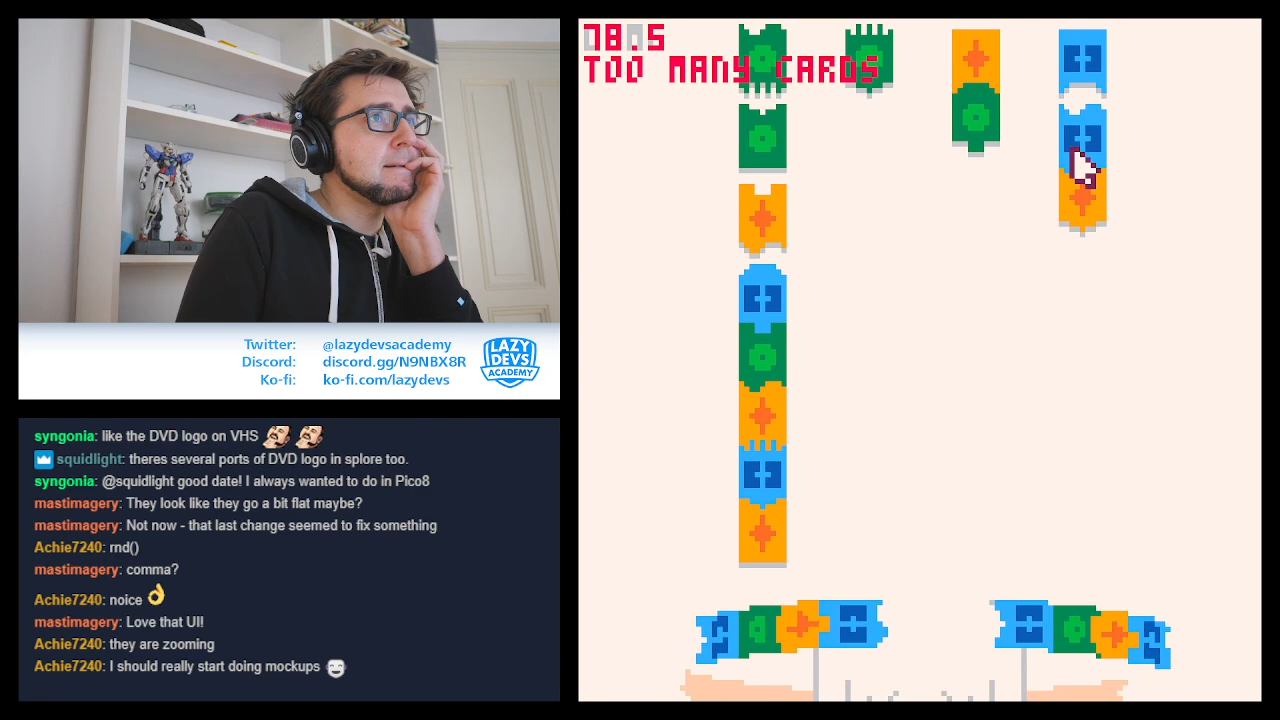 78.5
TOO MANY CARDS
Twitter: @lazydevsacademy
Discord: discord.gg/N9NBX8R
Ko-fi: ko-fi.com/lazydevs
LAZY
DEVS
ACADEMY
syngonia: like the DVD logo on VHS
squidlight: theres several ports of DVD logo in splore too.
syngonia: @squidlight good date! I always wanted to do in Pico8
mastimagery: They look like they go a bit flat maybe?
mastimagery: Not now - that last change seemed to fix something
Achie7240: rnd()
mastimagery: comma?
Achie7240: noice
mastimagery: Love that UI!
Achie7240: they are zooming
Achie7240: I should really start doing mockups